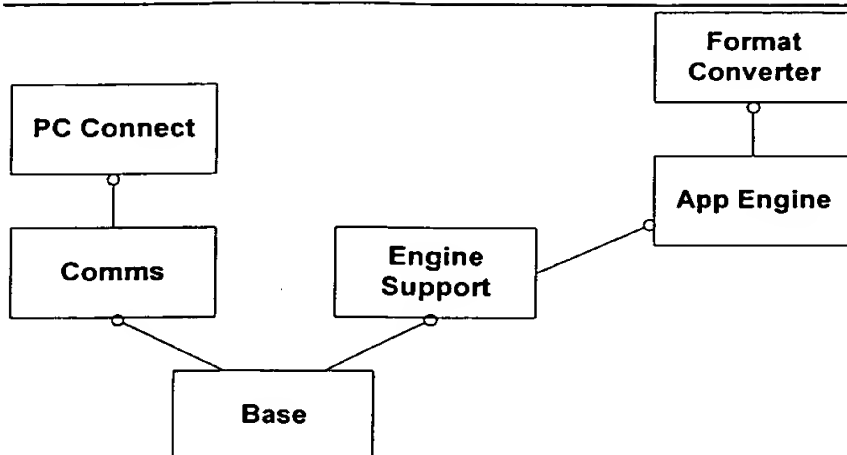 Format
Converter
PC Connect
App Engine
Comms
Engine
Support
Base